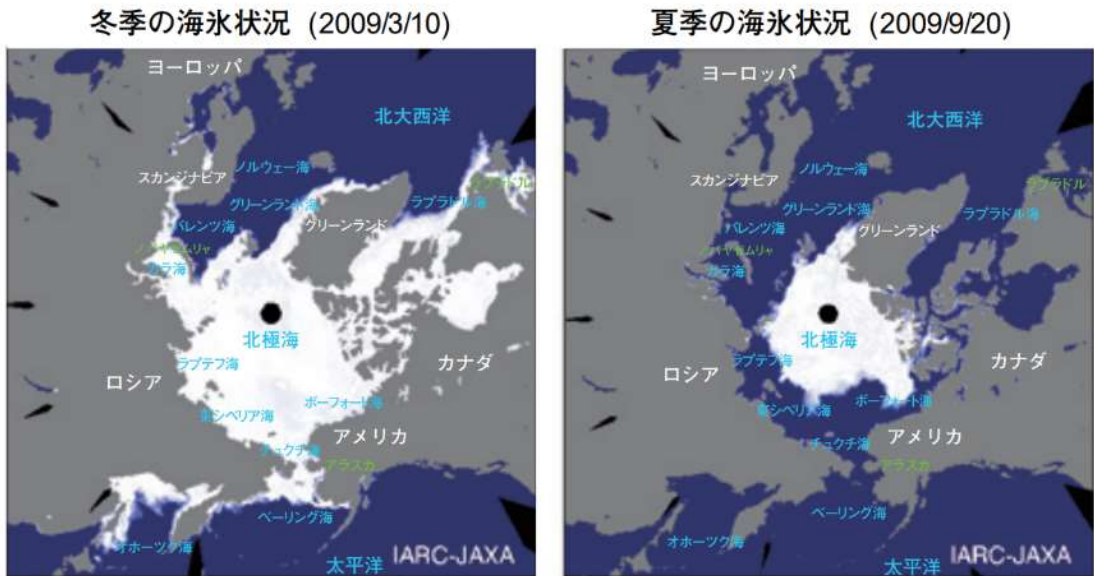 冬季の海氷状況 (2009/3/10)
ヨーロッパ
北大西洋
ノルウェー海
スカンジナビア
ラブラドル
グリーンランド海
ラブラドル海
バレンツ海
グリーンランド
ノバヤゼムリャ
カラ海
北極海
ラプテフ海
カナダ
ロシア
ボーフォード海
東シベリア海
アメリカ
チュクチ海
アラスカ
ベーリング海
オホーツク海
IARC-JAXA
太平洋
夏季の海氷状況 (2009/9/20)
ヨーロッパ
北大西洋
ノルウェー海
スカンジナビア
ラブラドル
グリーンランド海
ラブラドル海
バレンツ海
グリーンランド
ノバヤゼムリャ
カラ海
北極海
ラプテフ海
カナダ
ロシア
ボーフォート海
東シベリア海
アメリカ
チュクチ海
アラスカ
ベーリング海
オホーツク海
IARC-JAXA
太平洋